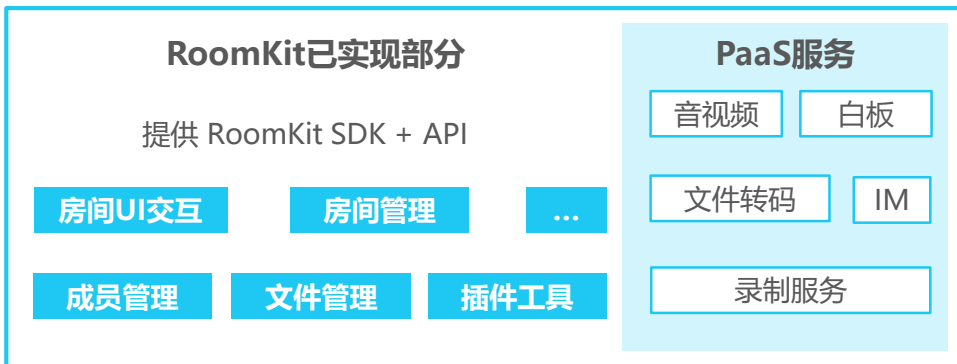 RoomKit已实现部分
提供 RoomKit SDK + API
房间UI交互
房间管理
...
成员管理
文件管理
插件工具
PaaS服务
音视频
白板
文件转码
IM
录制服务